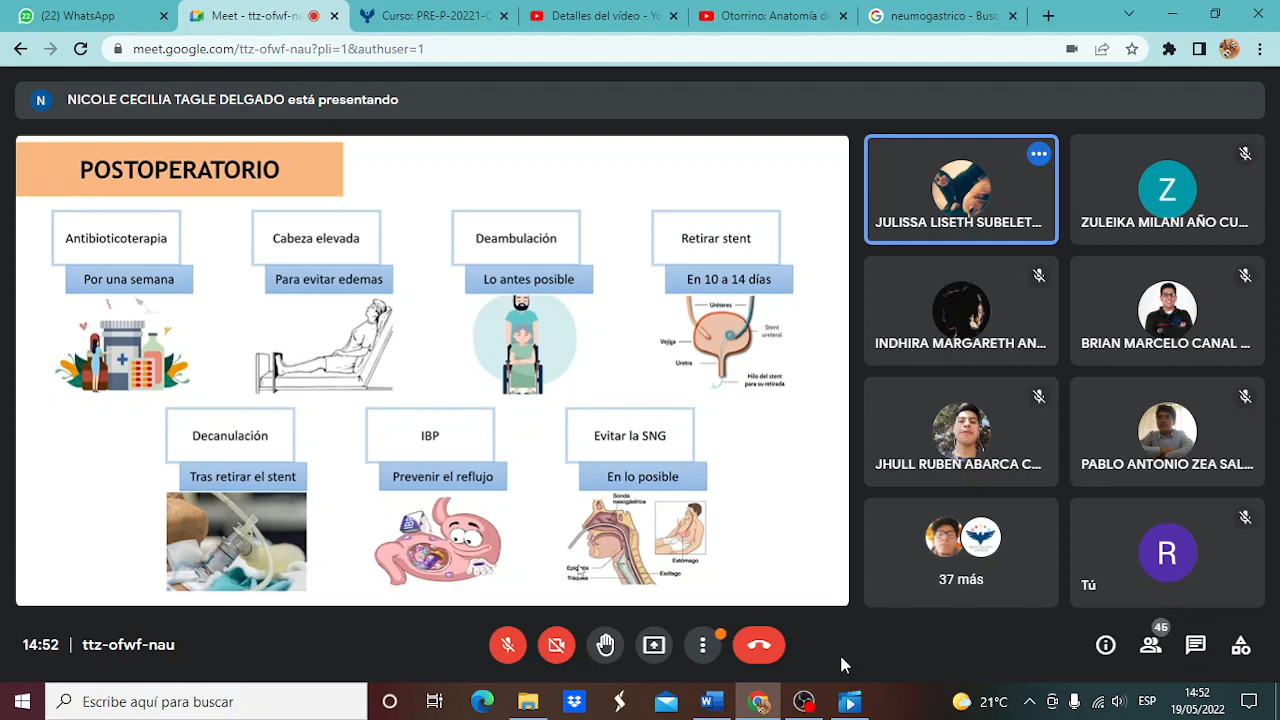 (22) WhatsApp
Meet - ttz-ofwf-nau
Curso: PRE-P-20221-C
Detalles del vídeo - Yo
Otorrino: Anatomía de
neumogastrico - Busc
meet.google.com/ttz-ofwf-nau?pli=1&authuser=1
N
NICOLE CECILIA TAGLE DELGADO está presentando
POSTOPERATORIO
Antibioticoterapia
Por una semana
Cabeza elevada
Para evitar edemas
Deambulación
Lo antes posible
Retirar stent
En 10 a 14 días
Uréteres
Stent
ureteral
Vejiga
Uretra
Hilo del stent
para su retirada
Decanulación
Tras retirar el stent
IBP
Prevenir el reflujo
Evitar la SNG
En lo posible
Sonda
nasogástrica
Estómago
Tráquea
Esófago
JULISSA LISETH SUBELET...
Z
ZULEIKA MILANI AÑO CU...
INDHIRA MARGARETH AN...
BRYAN MARCELO CANAL ...
JHULL RUBEN ABARCA C...
PABLO ANTONIO ZEA SAL...
37 más
R
Tú
14:52 | ttz-ofwf-nau
45
Escribe aquí para buscar
21°C
ESP
14:52
19/05/2022